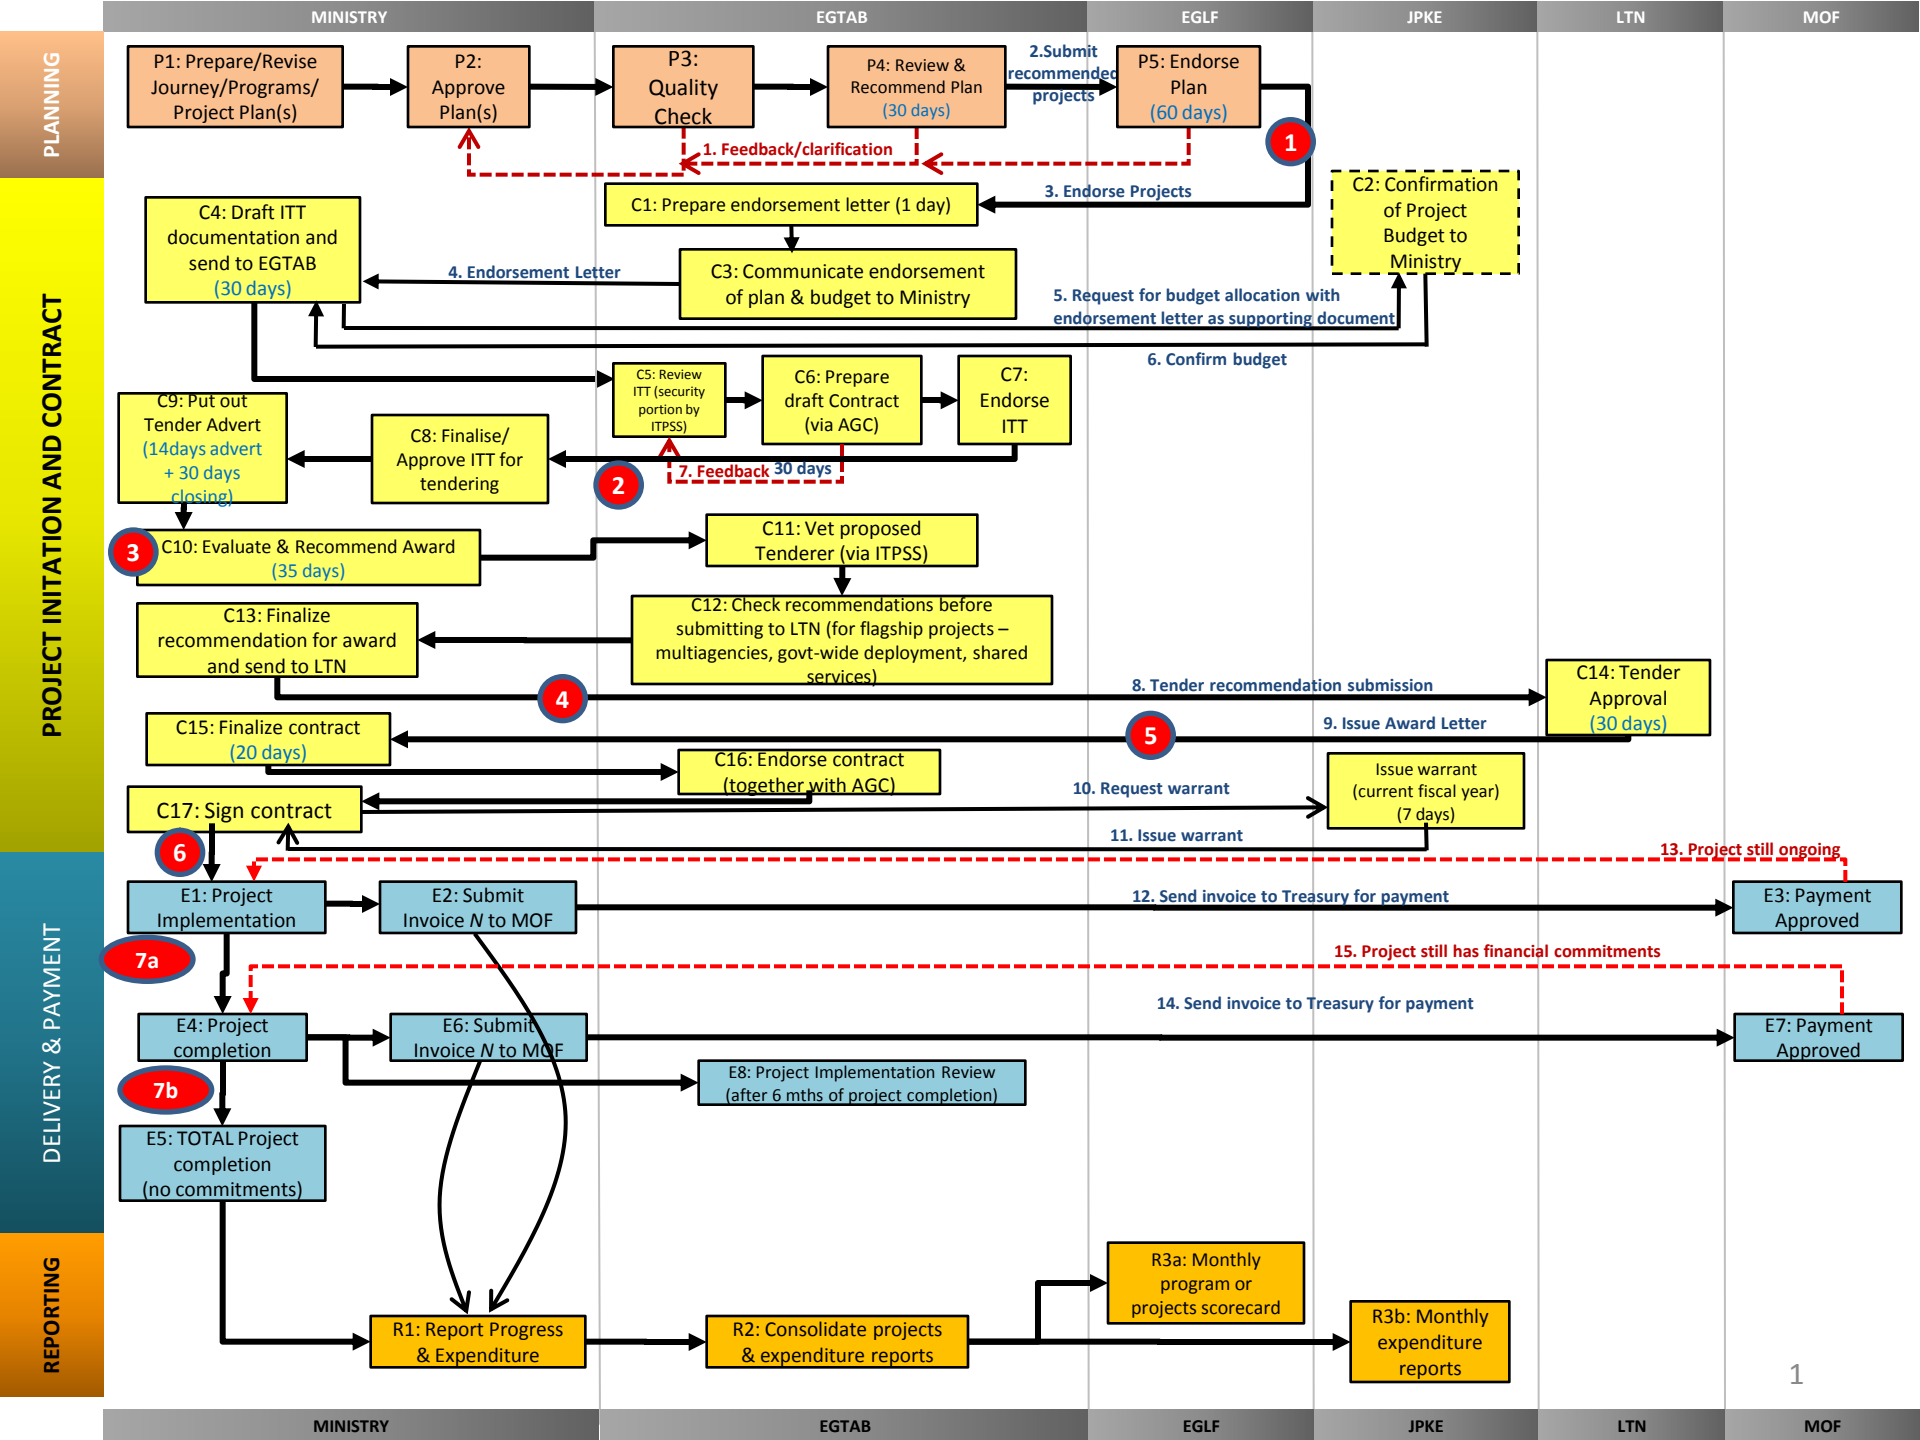 MINISTRY
EGTAB
EGLF
JPKE
LTN
MOF
PLANNING
P1: Prepare/Revise
Journey/Programs/
Project Plan(s)
P2:
Approve
Plan(s)
P3:
Quality
Check
P4: Review &
Recommend Plan
(30 days)
2.Submit
recommended
projects
P5: Endorse
Plan
(60 days)
1
1. Feedback/clarification
PROJECT INITATION AND CONTRACT
C4: Draft ITT
documentation and
send to EGTAB
(30 days)
C1: Prepare endorsement letter (1 day)
3. Endorse Projects
C2: Confirmation
of Project
Budget to
Ministry
4. Endorsement Letter
C3: Communicate endorsement
of plan & budget to Ministry
5. Request for budget allocation with
endorsement letter as supporting document
6. Confirm budget
C5: Review
ITT (security
portion by
ITPSS)
C6: Prepare
draft Contract
(via AGC)
C7:
Endorse
ITT
C9: Put out
Tender Advert
(14days advert
+ 30 days
closing)
C8: Finalise/
Approve ITT for
tendering
2
7. Feedback
30 days
3
C10: Evaluate & Recommend Award
(35 days)
C11: Vet proposed
Tenderer (via ITPSS)
C13: Finalize
recommendation for award
and send to LTN
C12: Check recommendations before
submitting to LTN (for flagship projects –
multiagencies, govt-wide deployment, shared
services)
4
8. Tender recommendation submission
C14: Tender
Approval
(30 days)
C15: Finalize contract
(20 days)
5
9. Issue Award Letter
C16: Endorse contract
(together with AGC)
Issue warrant
(current fiscal year)
(7 days)
C17: Sign contract
10. Request warrant
11. Issue warrant
6
13. Project still ongoing
DELIVERY & PAYMENT
E1: Project
Implementation
E2: Submit
Invoice N to MOF
12. Send invoice to Treasury for payment
E3: Payment
Approved
7a
15. Project still has financial commitments
14. Send invoice to Treasury for payment
E4: Project
completion
E6: Submit
Invoice N to MOF
E7: Payment
Approved
7b
E8: Project Implementation Review
(after 6 mths of project completion)
E5: TOTAL Project
completion
(no commitments)
REPORTING
R3a: Monthly
program or
projects scorecard
R1: Report Progress
& Expenditure
R2: Consolidate projects
& expenditure reports
R3b: Monthly
expenditure
reports
1
MINISTRY
EGTAB
EGLF
JPKE
LTN
MOF